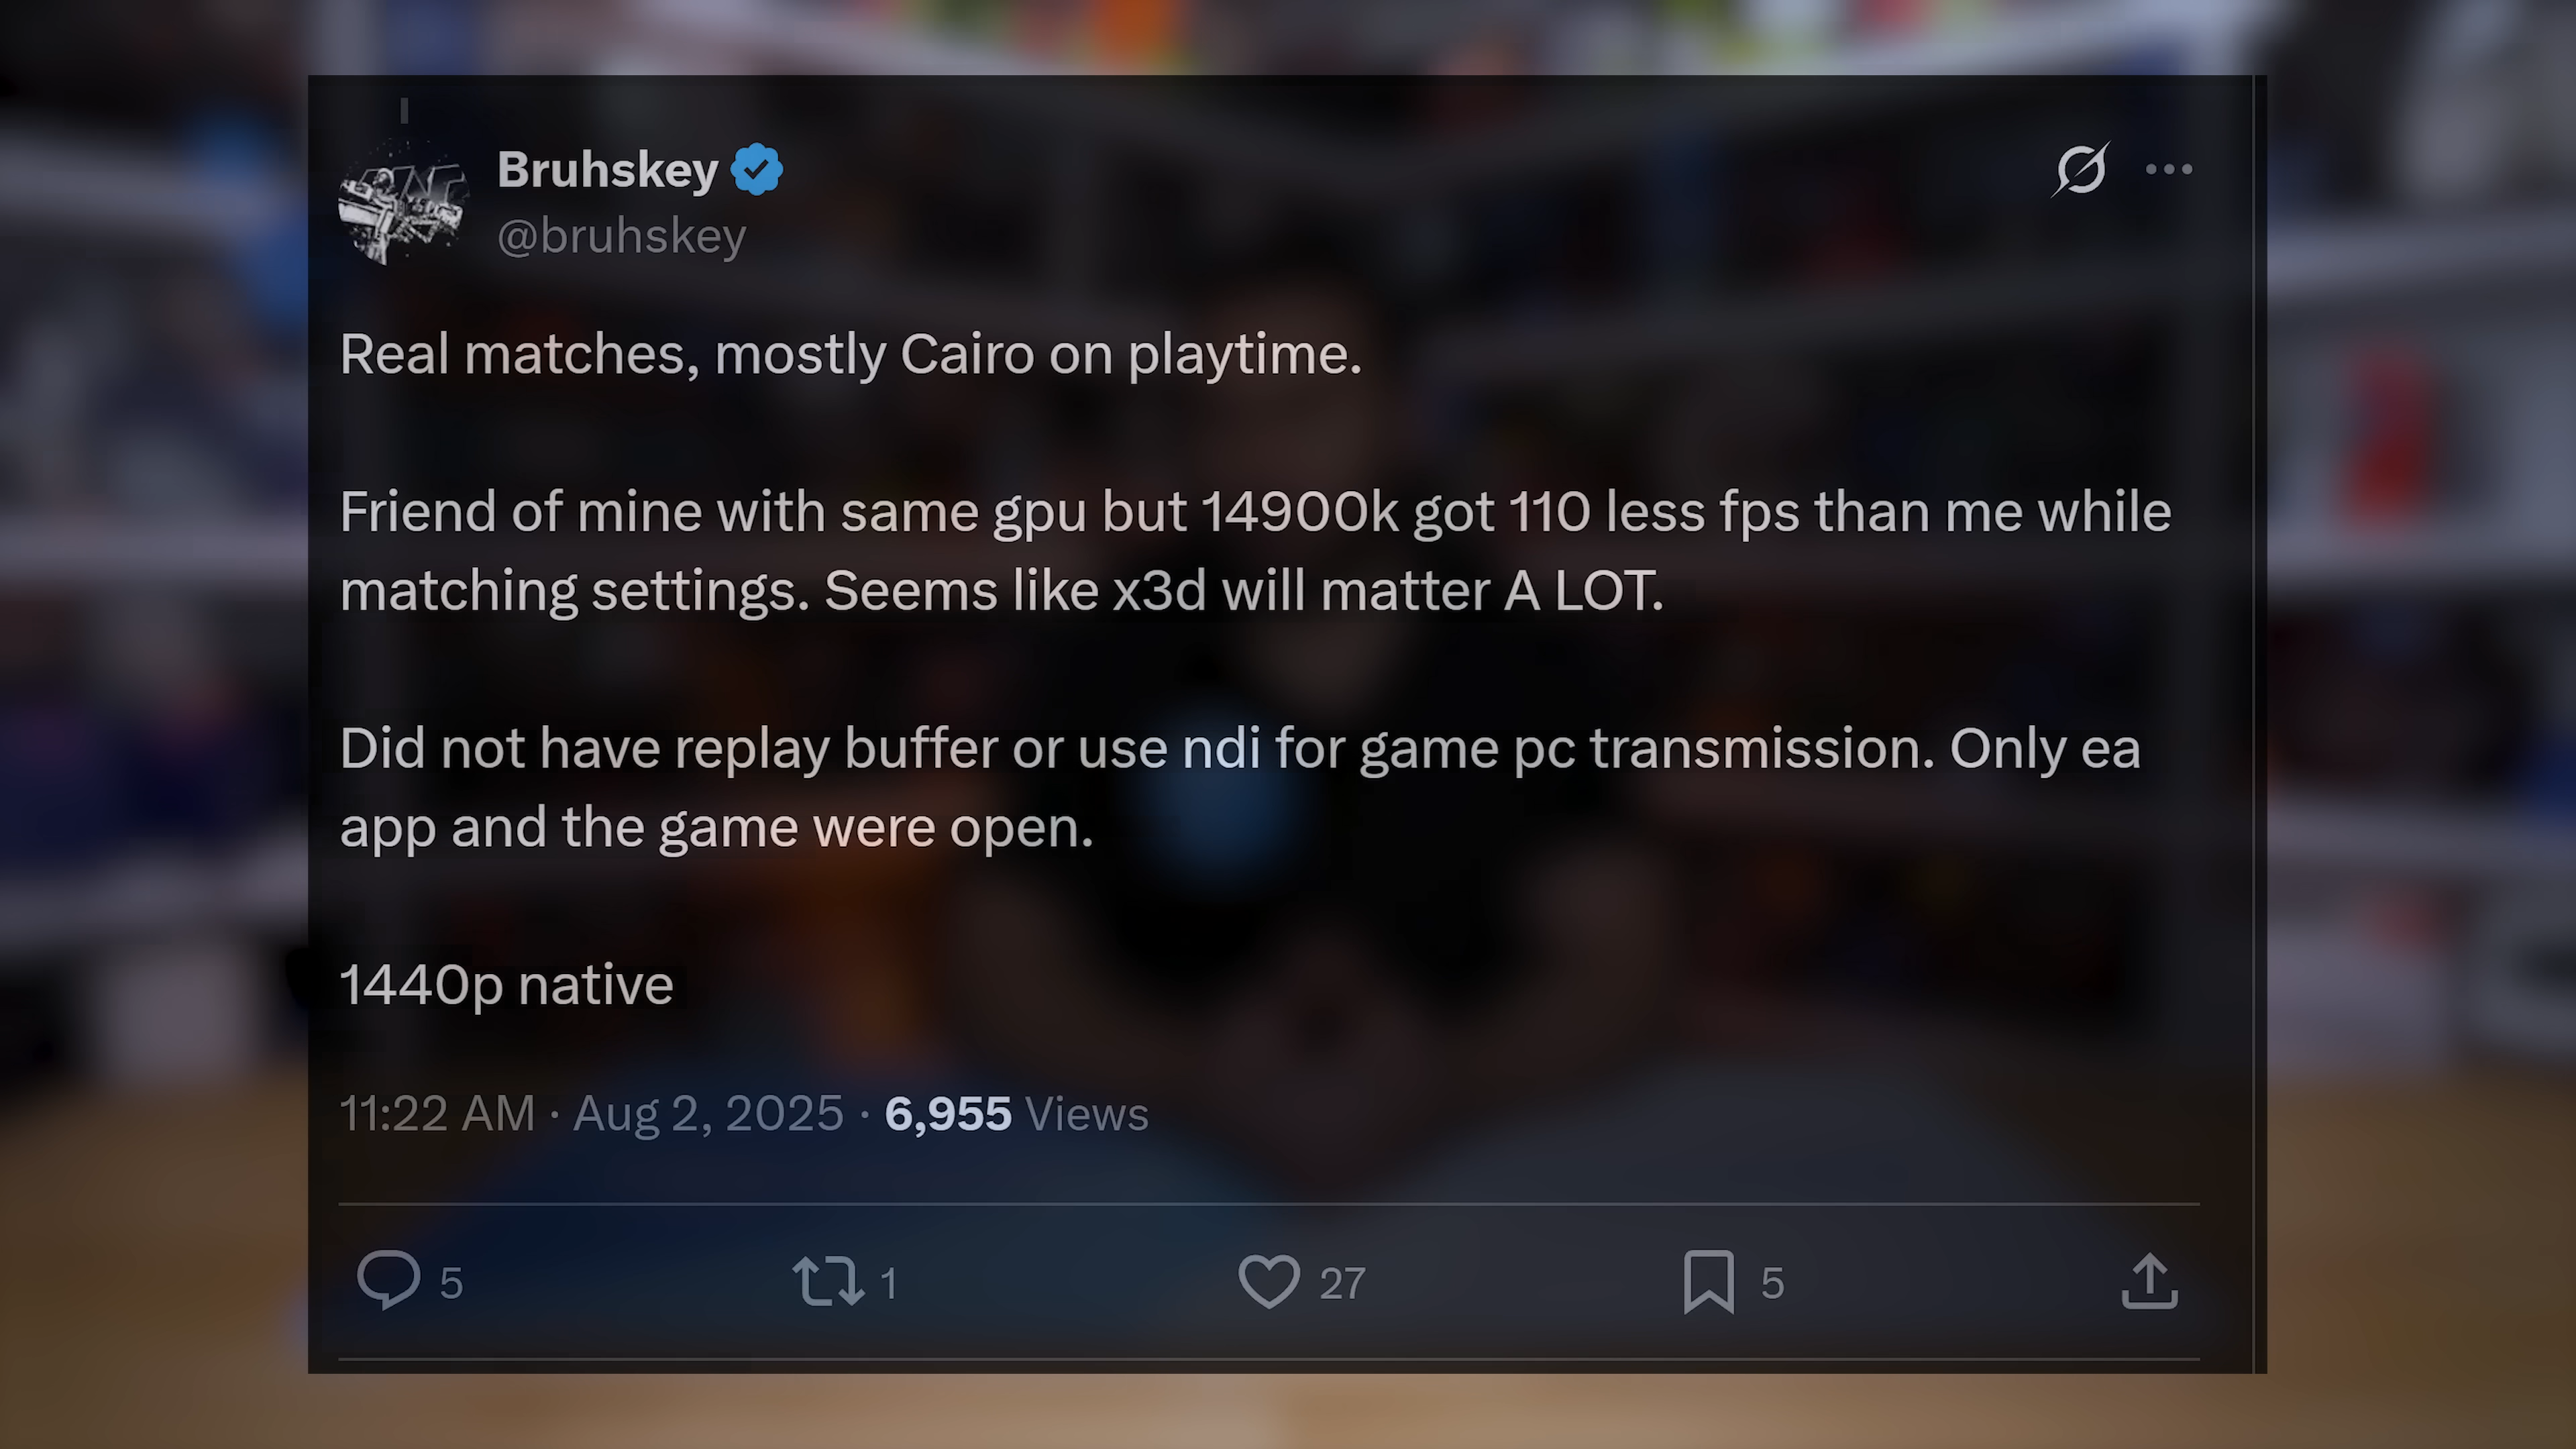 Bruhskey
@bruhskey
Real matches, mostly Cairo on playtime.
Friend of mine with same gpu but 14900k got 110 less fps than me while
matching settings. Seems like x3d will matter A LOT.
Did not have replay buffer or use ndi for game pc transmission. Only ea
app and the game were open.
1440p native
11:22 AM · Aug 2, 2025 · 6,955 Views
5 1 27 5